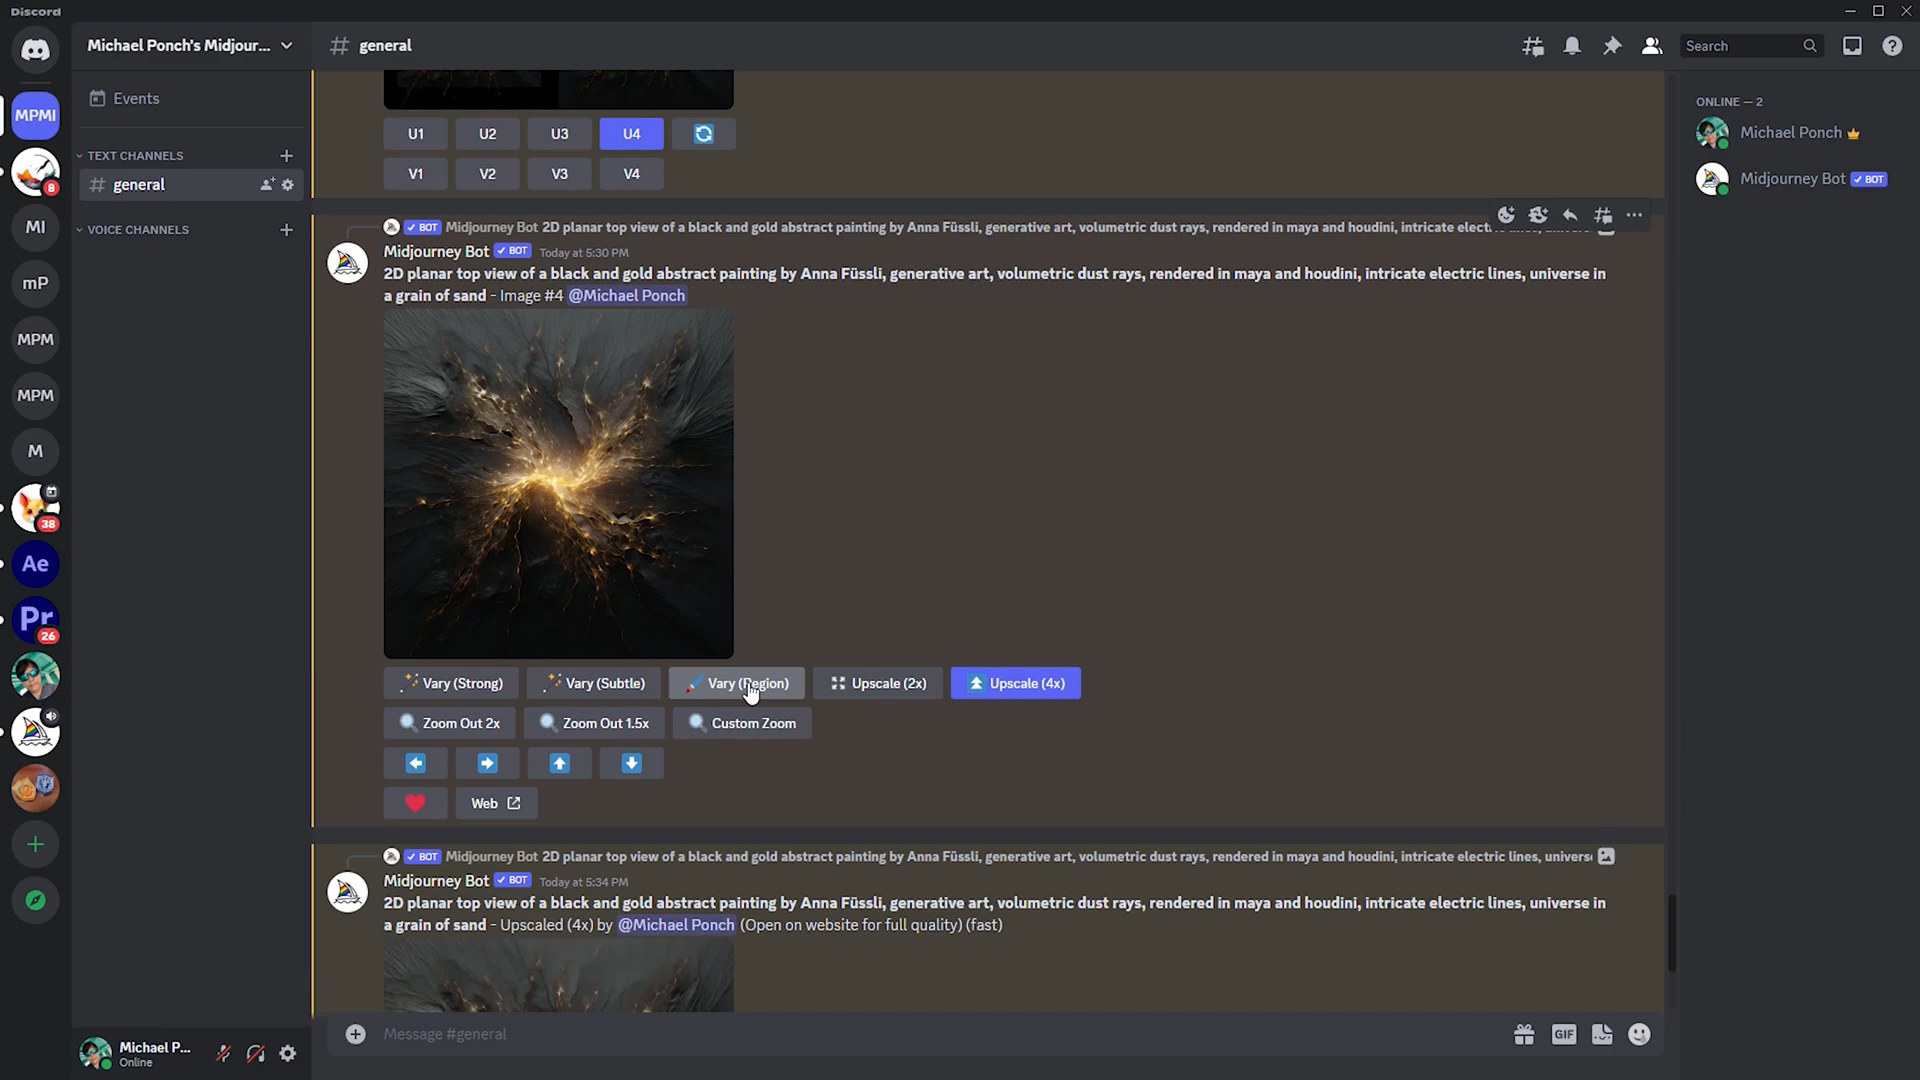 Discord
Michael Ponch's Midjour...
general
Search
MPMI
Events
TEXT CHANNELS
general
8
VOICE CHANNELS
MI
mP
MPM
MPM
M
38
Ae
Pr
26
ONLINE — 2
Michael Ponch
Midjourney Bot BOT
U1 U2 U3 U4
V1 V2 V3 V4
BOT Midjourney Bot 2D planar top view of a black and gold abstract painting by Anna Füssli, generative art, volumetric dust rays, rendered in maya and houdini, intricate electric lines, universe
Midjourney Bot BOT Today at 5:30 PM
2D planar top view of a black and gold abstract painting by Anna Füssli, generative art, volumetric dust rays, rendered in maya and houdini, intricate electric lines, universe in
a grain of sand - Image #4 @Michael Ponch
Vary (Strong) Vary (Subtle) Vary (Region) Upscale (2x) Upscale (4x)
Zoom Out 2x Zoom Out 1.5x Custom Zoom
Web
BOT Midjourney Bot 2D planar top view of a black and gold abstract painting by Anna Füssli, generative art, volumetric dust rays, rendered in maya and houdini, intricate electric lines, univers
Midjourney Bot BOT Today at 5:34 PM
2D planar top view of a black and gold abstract painting by Anna Füssli, generative art, volumetric dust rays, rendered in maya and houdini, intricate electric lines, universe in
a grain of sand - Upscaled (4x) by @Michael Ponch (Open on website for full quality) (fast)
Message #general
GIF
Michael P...
Online